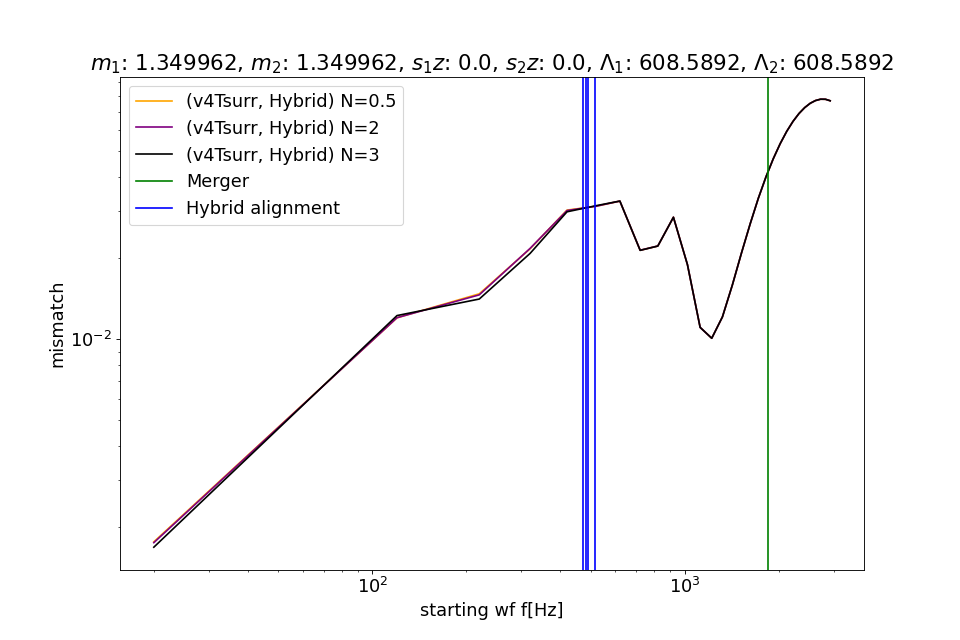 m₁: 1.349962, m₂: 1.349962, s₁z: 0.0, s₂z: 0.0, Λ₁: 608.5892, Λ₂: 608.5892
(v4Tsurr, Hybrid) N=0.5
(v4Tsurr, Hybrid) N=2
(v4Tsurr, Hybrid) N=3
Merger
Hybrid alignment
mismatch
10⁻²
10² 10³
starting wf f[Hz]